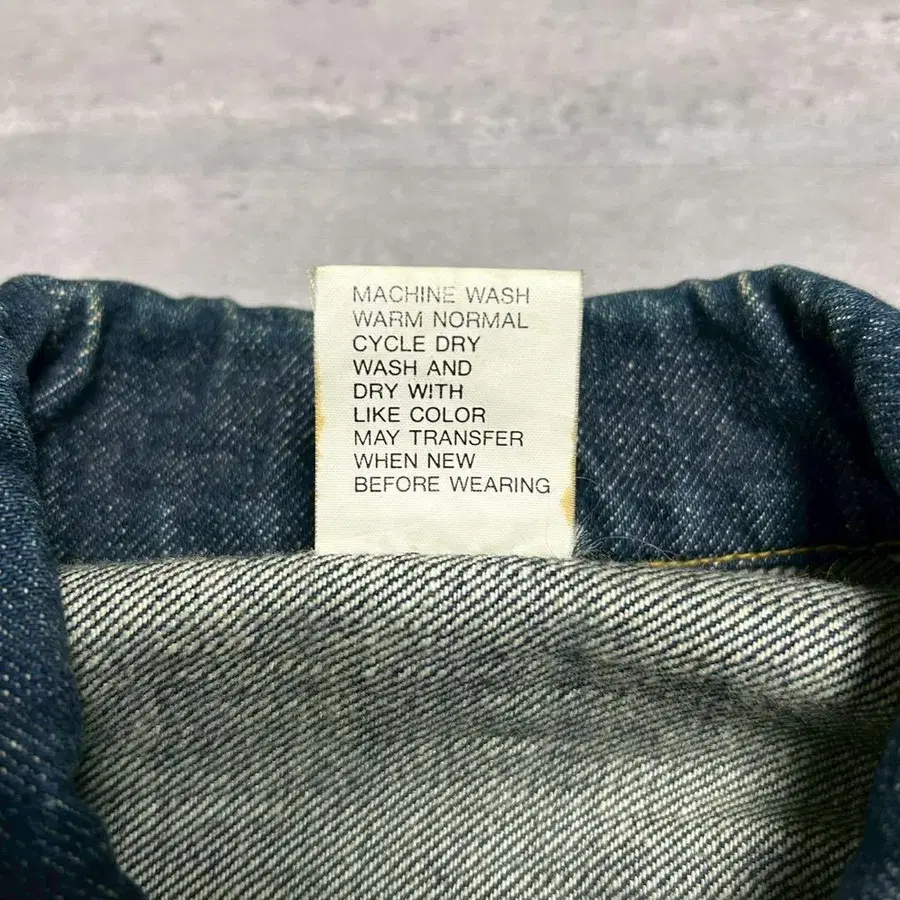 MACHINE WASH
WARM NORMAL
CYCLE DRY
WASH AND
DRY WITH
LIKE COLOR
MAY TRANSFER
WHEN NEW
BEFORE WEARING